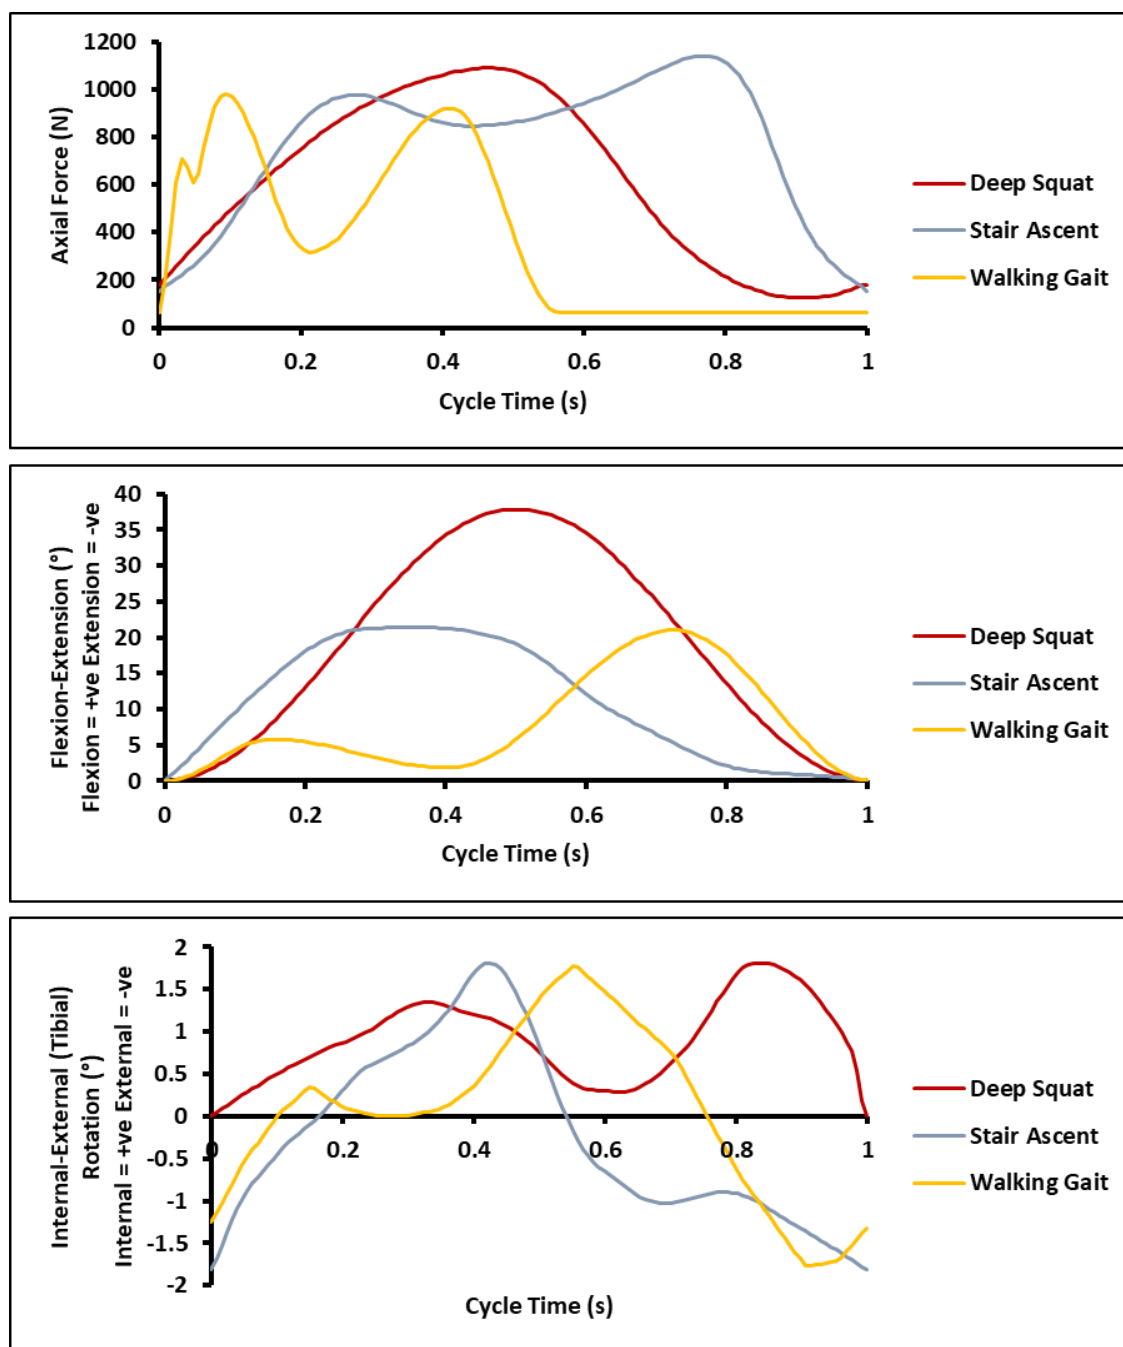 1200
1000
800
600
400
200
0
Axial Force (N)
0 0.2 0.4 0.6 0.8 1
Cycle Time (s)
Deep Squat
Stair Ascent
Walking Gait
40
35
30
25
20
15
10
5
0
Flexion-Extension (°)
Flexion = +ve Extension = -ve
0 0.2 0.4 0.6 0.8 1
Cycle Time (s)
Deep Squat
Stair Ascent
Walking Gait
2
1.5
1
0.5
0
-0.5
-1
-1.5
-2
Internal-External (Tibial)
Rotation (°)
Internal = +ve External = -ve
0 0.2 0.4 0.6 0.8 1
Cycle Time (s)
Deep Squat
Stair Ascent
Walking Gait